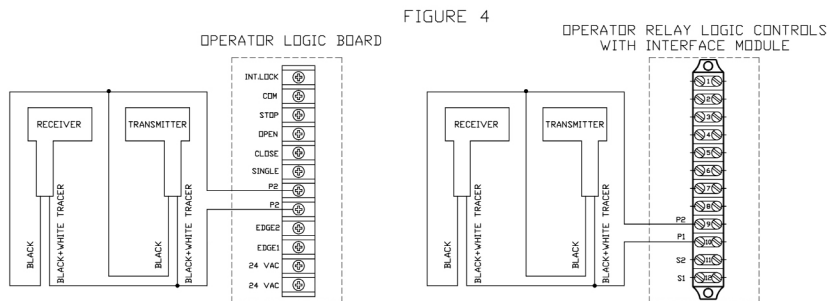 FIGURE 4
OPERATOR LOGIC BOARD
INT.LOCK
COM
STOP
OPEN
CLOSE
SINGLE
P2
P2
EDGE2
EDGE1
24 VAC
24 VAC
RECEIVER
TRANSMITTER
BLACK
BLACK+WHITE TRACER
BLACK
BLACK+WHITE TRACER
OPERATOR RELAY LOGIC CONTROLS
WITH INTERFACE MODULE
RECEIVER
TRANSMITTER
BLACK
BLACK+WHITE TRACER
BLACK
BLACK+WHITE TRACER
1
2
3
4
5
6
7
8
P2 9
P1 10
S2 11
S1 12